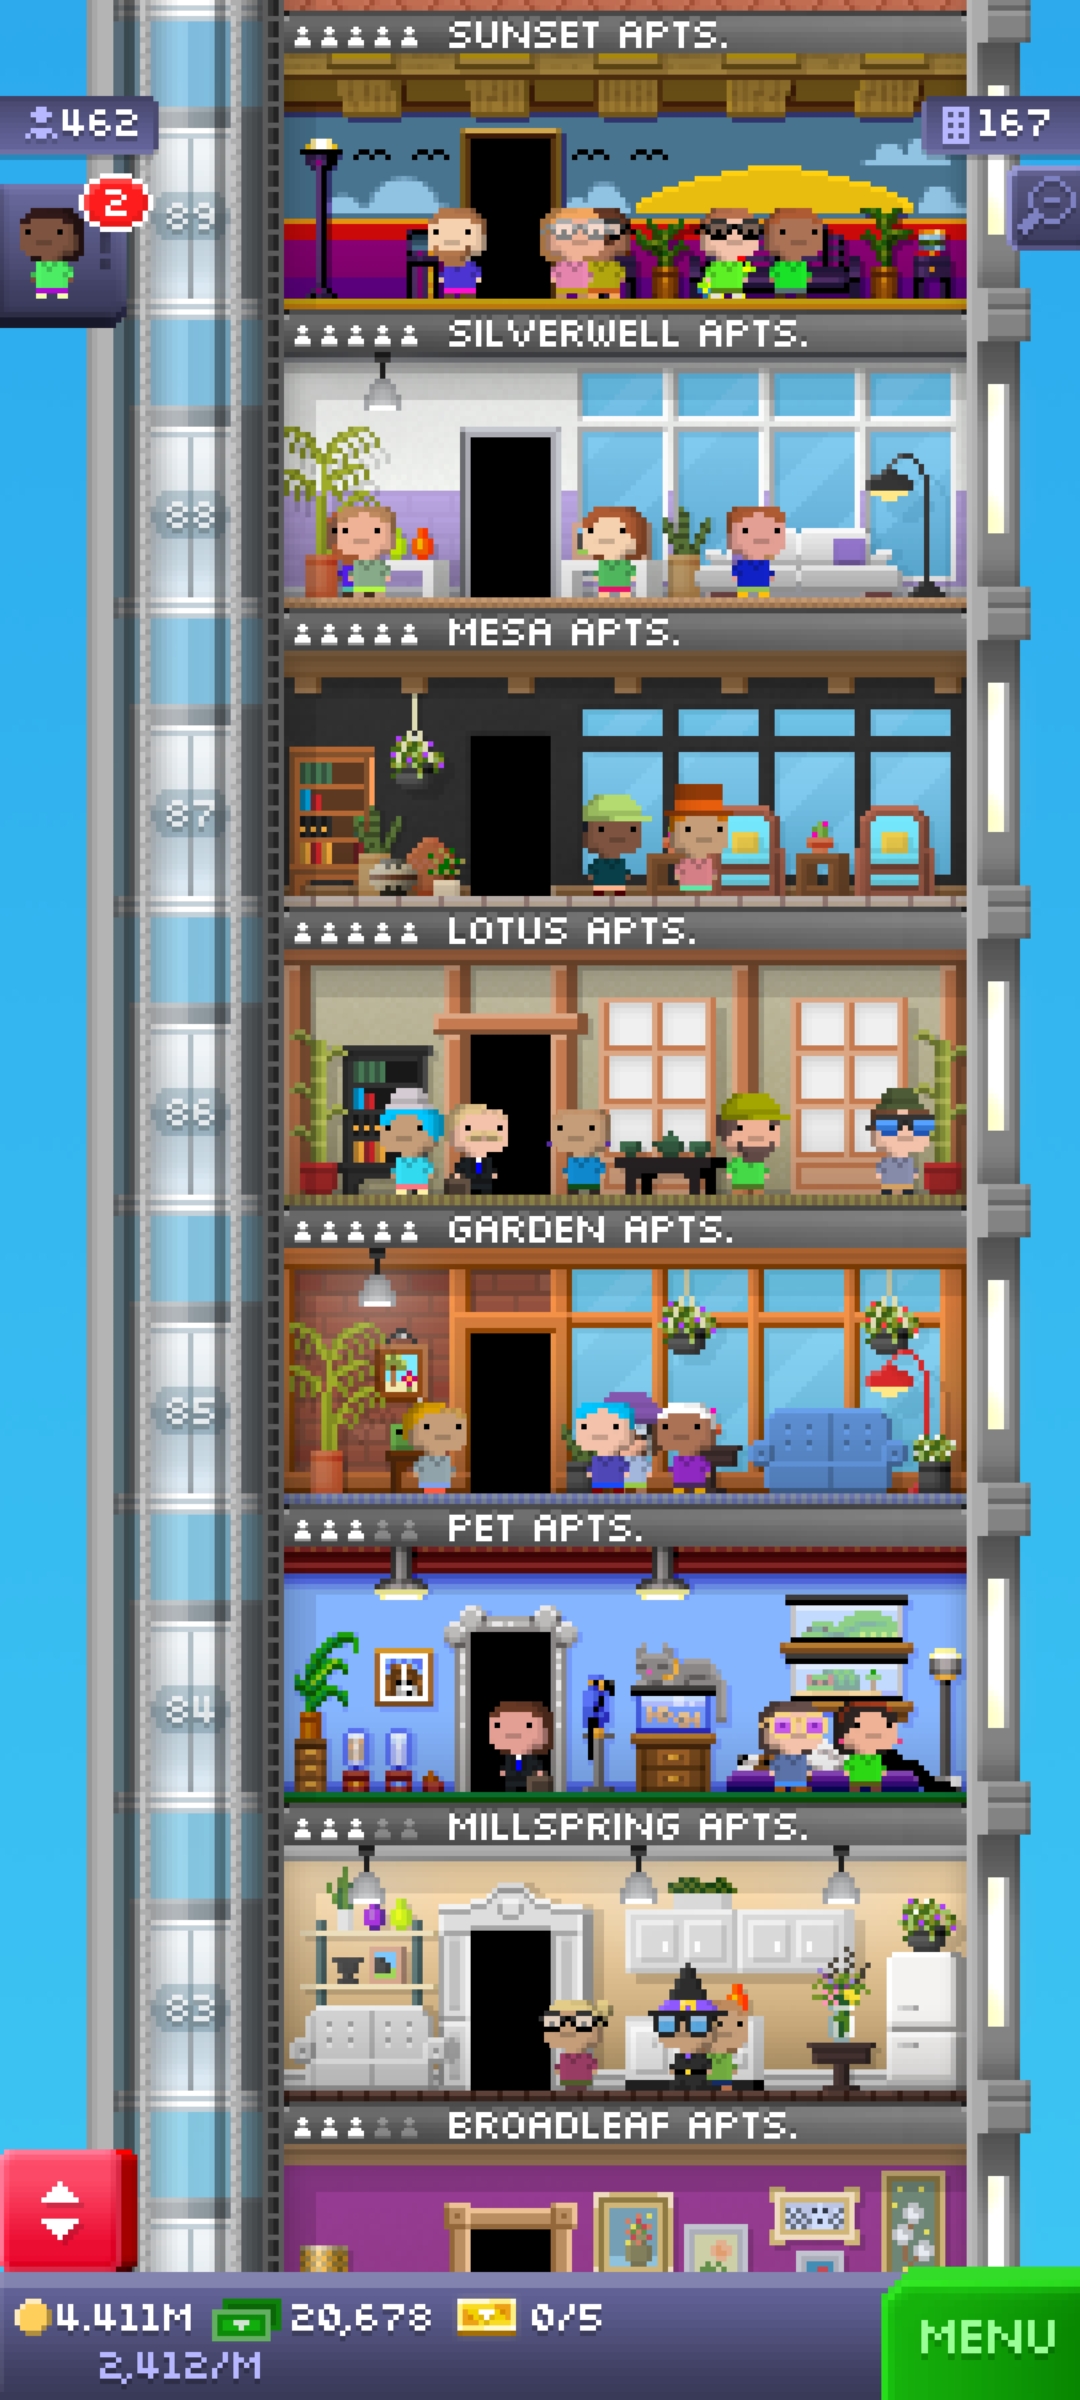 SUNSET APTS.
462
167
2
89
SILVERWELL APTS.
88
MESA APTS.
87
LOTUS APTS.
86
GARDEN APTS.
85
PET APTS.
84
MILLSPRING APTS.
83
BROADLEAF APTS.
4.411M 20,678 0/5
2,412/M
MENU